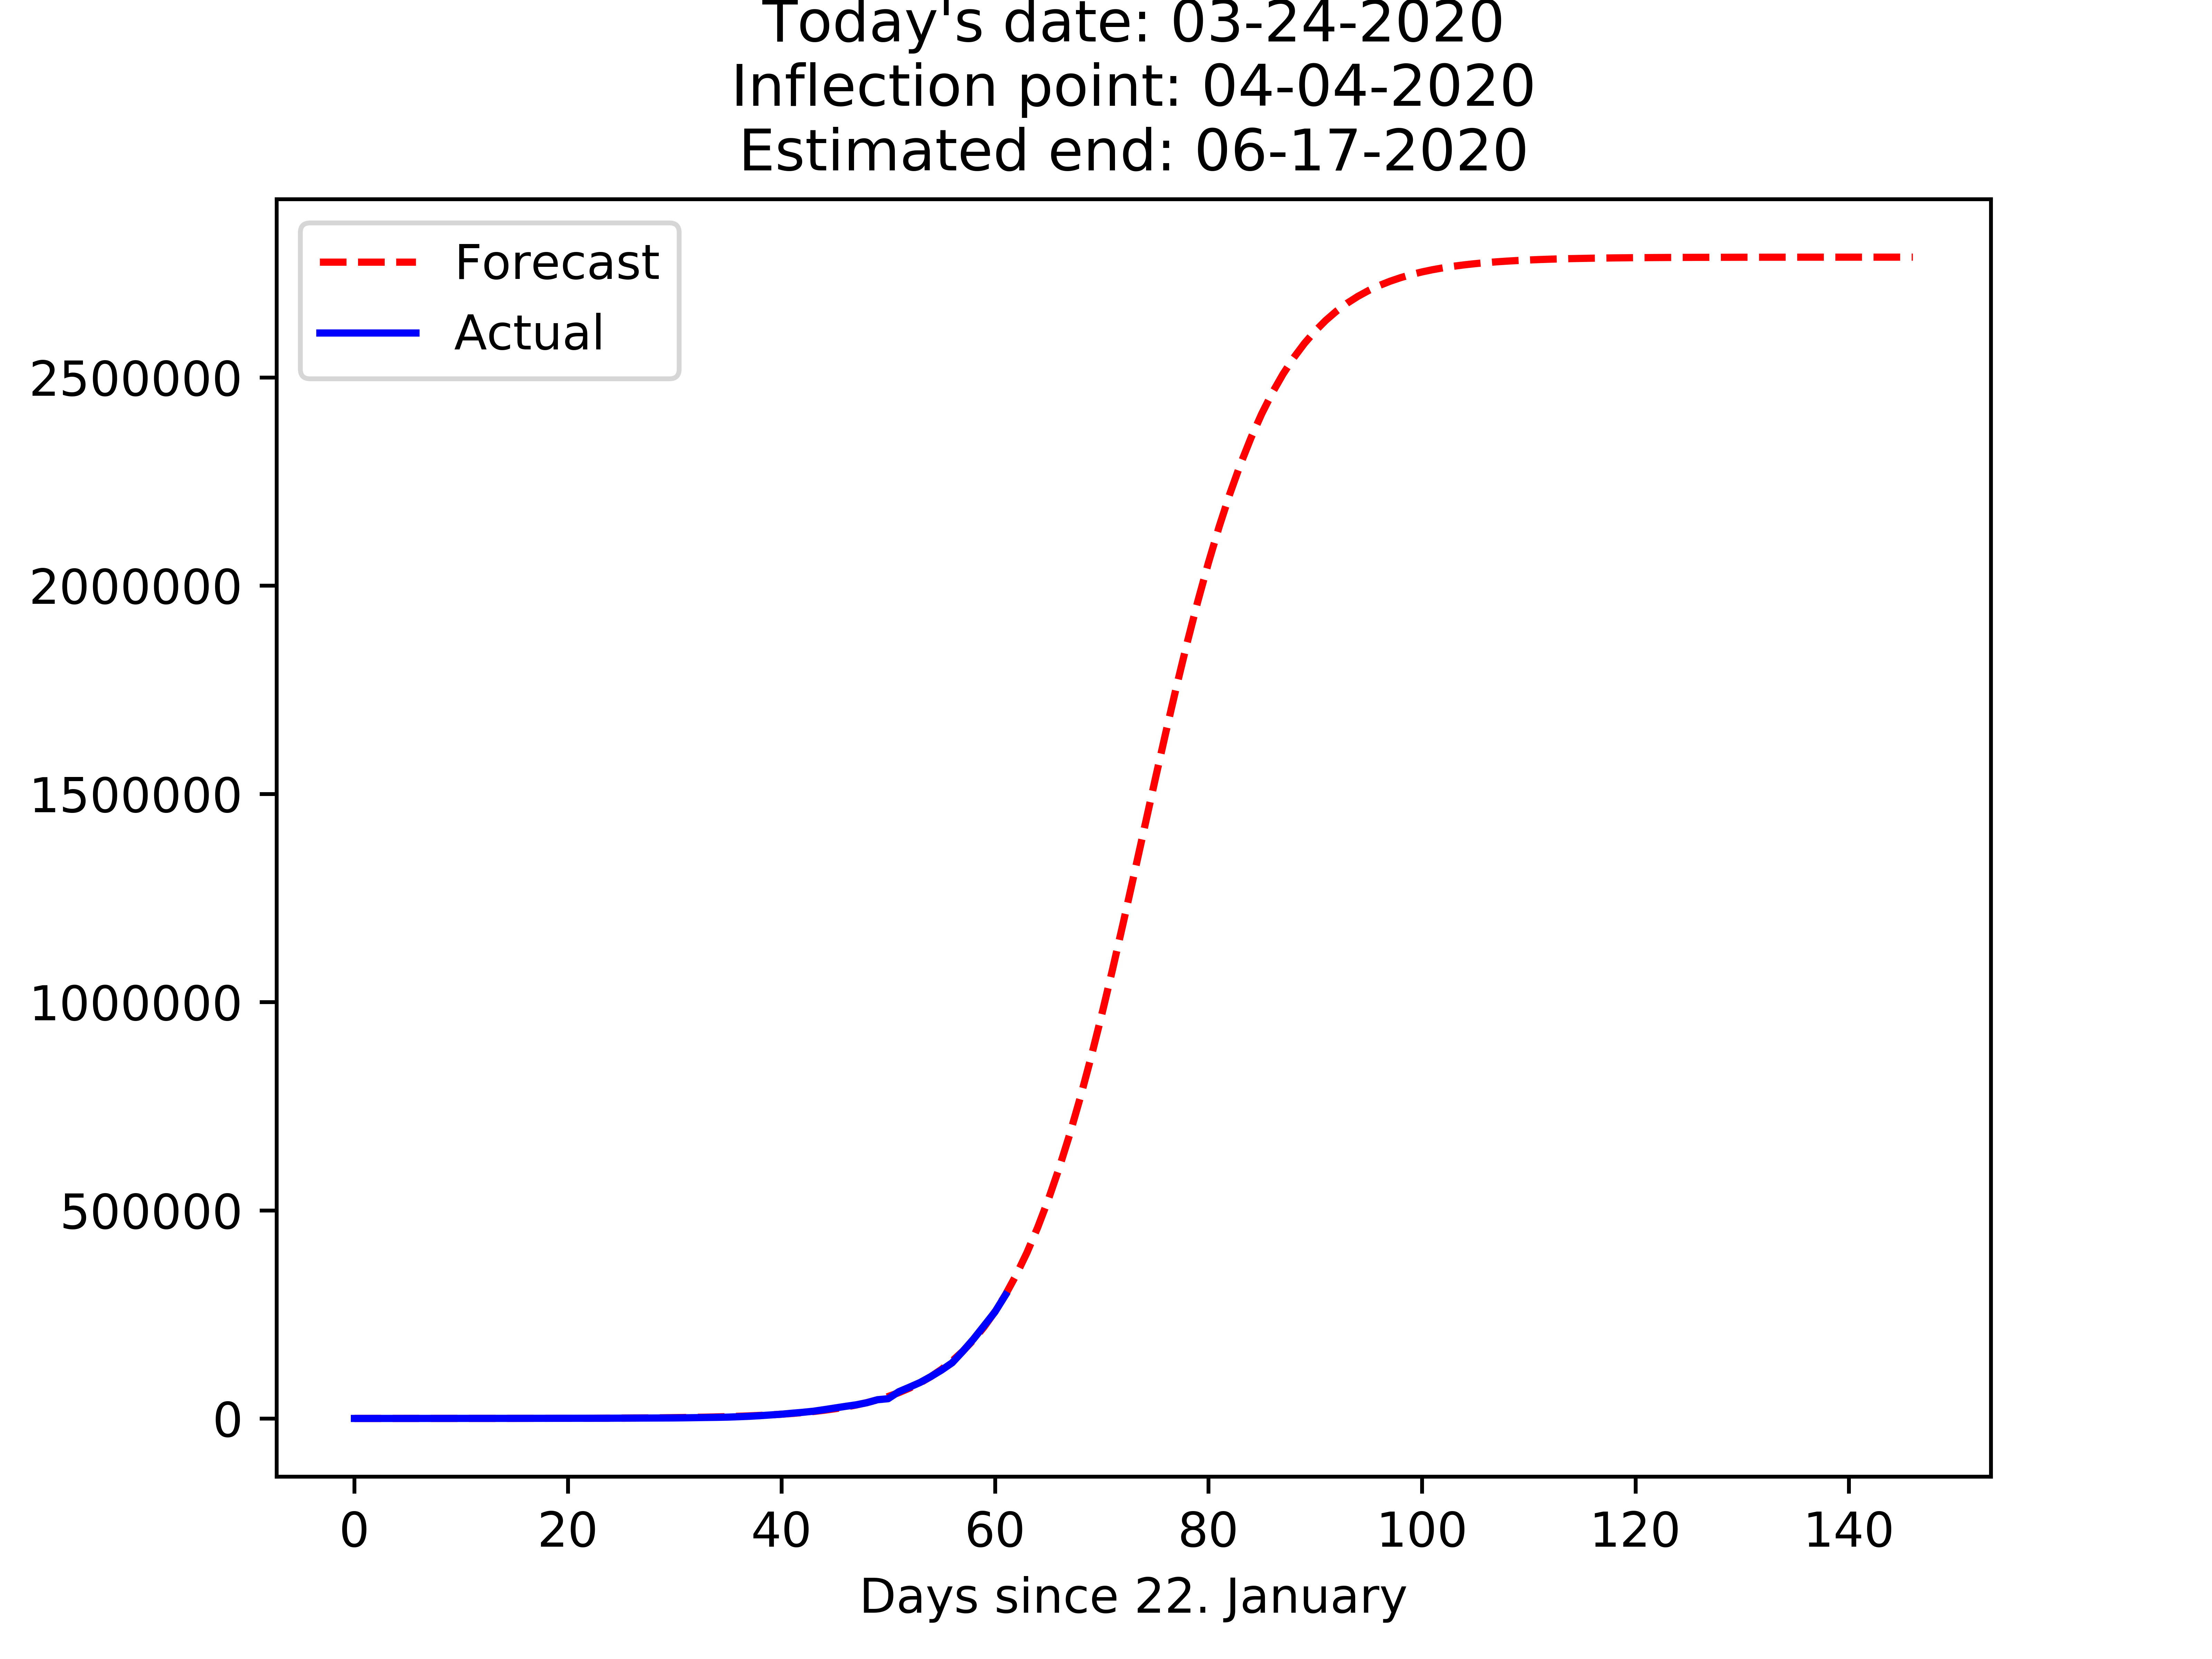 Today's date: 03-24-2020
Inflection point: 04-04-2020
Estimated end: 06-17-2020
Forecast
Actual
2500000
2000000
1500000
1000000
500000
0
0 20 40 60 80 100 120 140
Days since 22. January